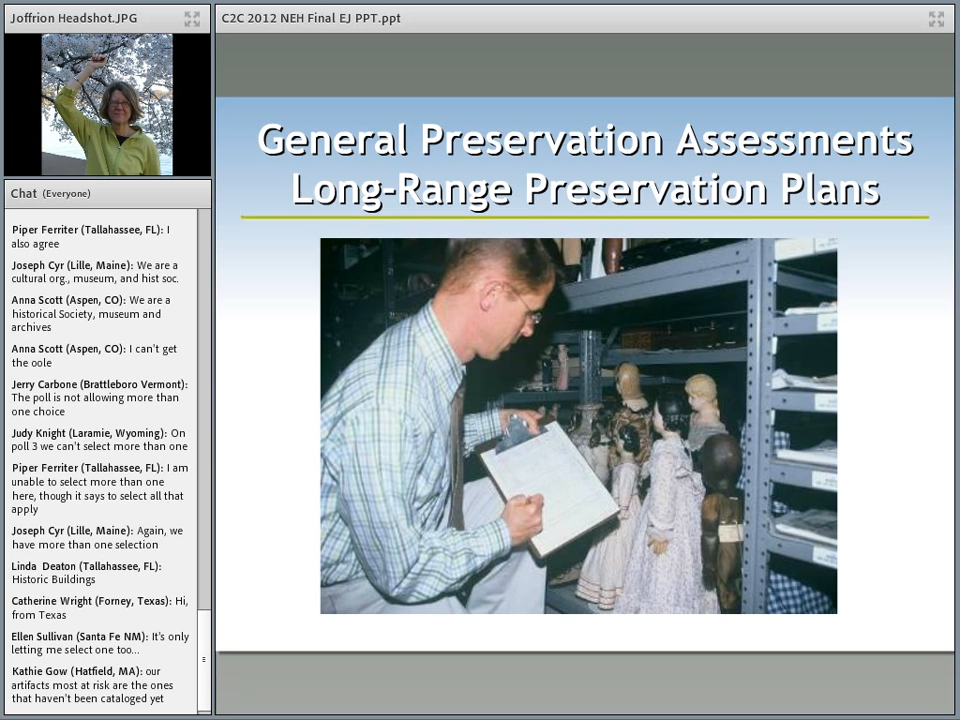 Joffrion Headshot.JPG
C2C 2012 NEH Final EJ PPT.ppt
Chat (Everyone)
Piper Ferriter (Tallahassee, FL): I
also agree
Joseph Cyr (Lille, Maine): We are a
cultural org., museum, and hist soc.
Anna Scott (Aspen, CO): We are a
historical Society, museum and
archives
Anna Scott (Aspen, CO): I can't get
the oole
Jerry Carbone (Brattleboro Vermont):
The poll is not allowing more than
one choice
Judy Knight (Laramie, Wyoming): On
poll 3 we can't select more than one
Piper Ferriter (Tallahassee, FL): I am
unable to select more than one
here, though it says to select all that
apply
Joseph Cyr (Lille, Maine): Again, we
have more than one selection
Linda Deaton (Tallahassee, FL):
Historic Buildings
Catherine Wright (Forney, Texas): Hi,
from Texas
Ellen Sullivan (Santa Fe NM): It's only
letting me select one too...
Kathie Gow (Hatfield, MA): our
artifacts most at risk are the ones
that haven't been cataloged yet
General Preservation Assessments
Long-Range Preservation Plans